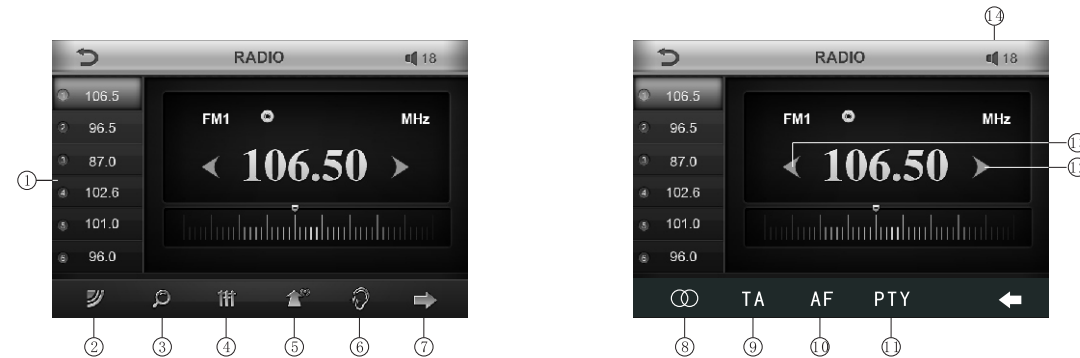 ⑭
RADIO 18
106.5
FM1 MHz
96.5
87.0
106.50
102.6
101.0
96.0
①
② ③ ④ ⑤ ⑥ ⑦
RADIO 18
106.5
FM1 MHz
96.5
87.0
106.50
102.6
101.0
96.0
TA AF PTY
⑧ ⑨ ⑩ ⑪